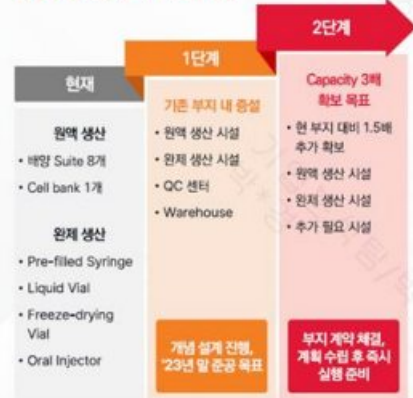 현재
원액 생산
• 배양 Suite 8개
• Cell bank 1개
완제 생산
• Pre-filled Syringe
• Liquid Vial
• Freeze-drying
Vial
• Oral Injector
1단계
기존 부지 내 증설
• 원액 생산 시설
• 완제 생산 시설
• QC 센터
• Warehouse
개념 설계 진행,
'23년 말 준공 목표
2단계
Capacity 3배
확보 목표
• 현 부지 대비 1.5배
추가 확보
• 원액 생산 시설
• 완제 생산 시설
• 추가 필요 시설
부지 계약 체결,
계획 수립 후 즉시
실행 준비